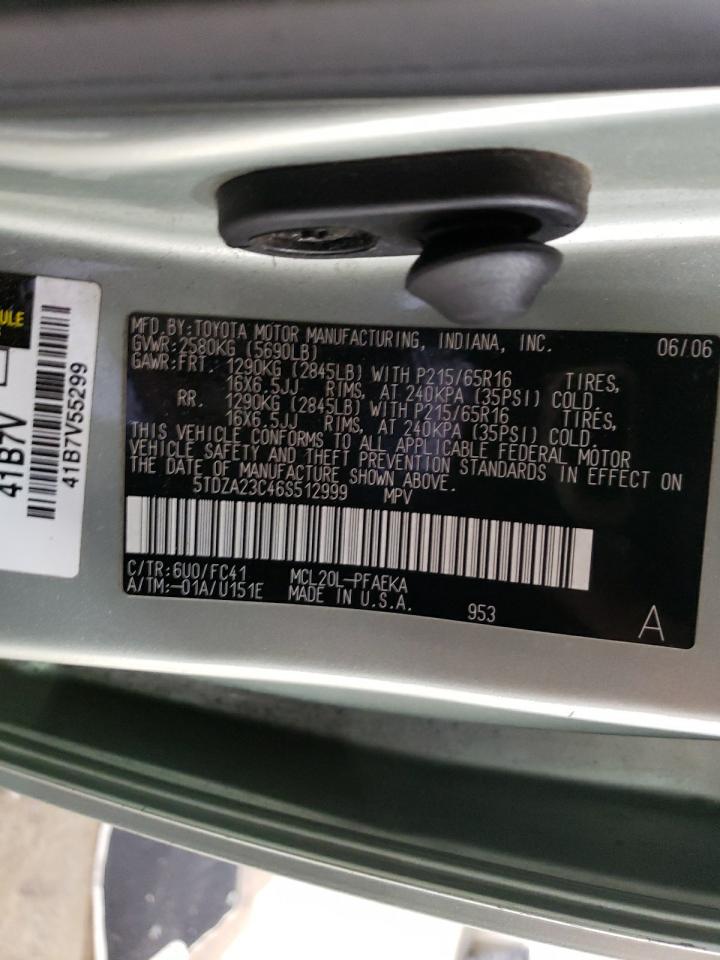 MFD.BY:TOYOTA MOTOR MANUFACTURING, INDIANA, INC. 06/06
GVWR:2580KG (5690LB)
GAWR:FRT. 1290KG (2845LB) WITH P215/65R16 TIRES,
16X6.5JJ RIMS, AT 240KPA (35PSI) COLD
RR. 1290KG (2845LB) WITH P215/65R16 TIRES,
16X6.5JJ RIMS, AT 240KPA (35PSI) COLD.
THIS VEHICLE CONFORMS TO ALL APPLICABLE FEDERAL MOTOR
VEHICLE SAFETY AND THEFT PREVENTION STANDARDS IN EFFECT ON
THE DATE OF MANUFACTURE SHOWN ABOVE.
5TDZA23C46S512999 MPV
C/TR:6U0/FC41 MCL20L-PFAEKA
A/TM:-01A/U151E MADE IN U.S.A. 953 A
ULE
41B7V
41B7V55299